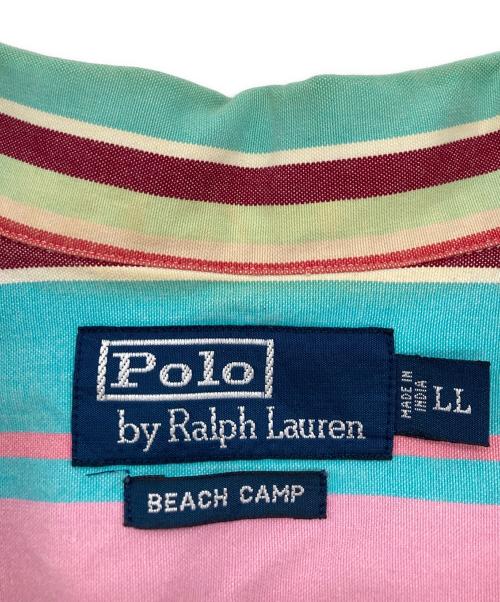 Polo
by Ralph Lauren
MADE IN
INDIA
LL
BEACH CAMP